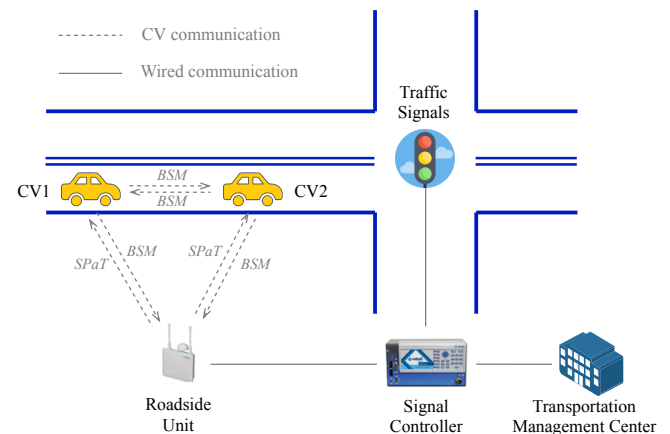 CV communication
Wired communication
Traffic
Signals
CV1
BSM
BSM
CV2
SPaT
BSM
SPaT
BSM
Roadside
Unit
Signal
Controller
Transportation
Management Center